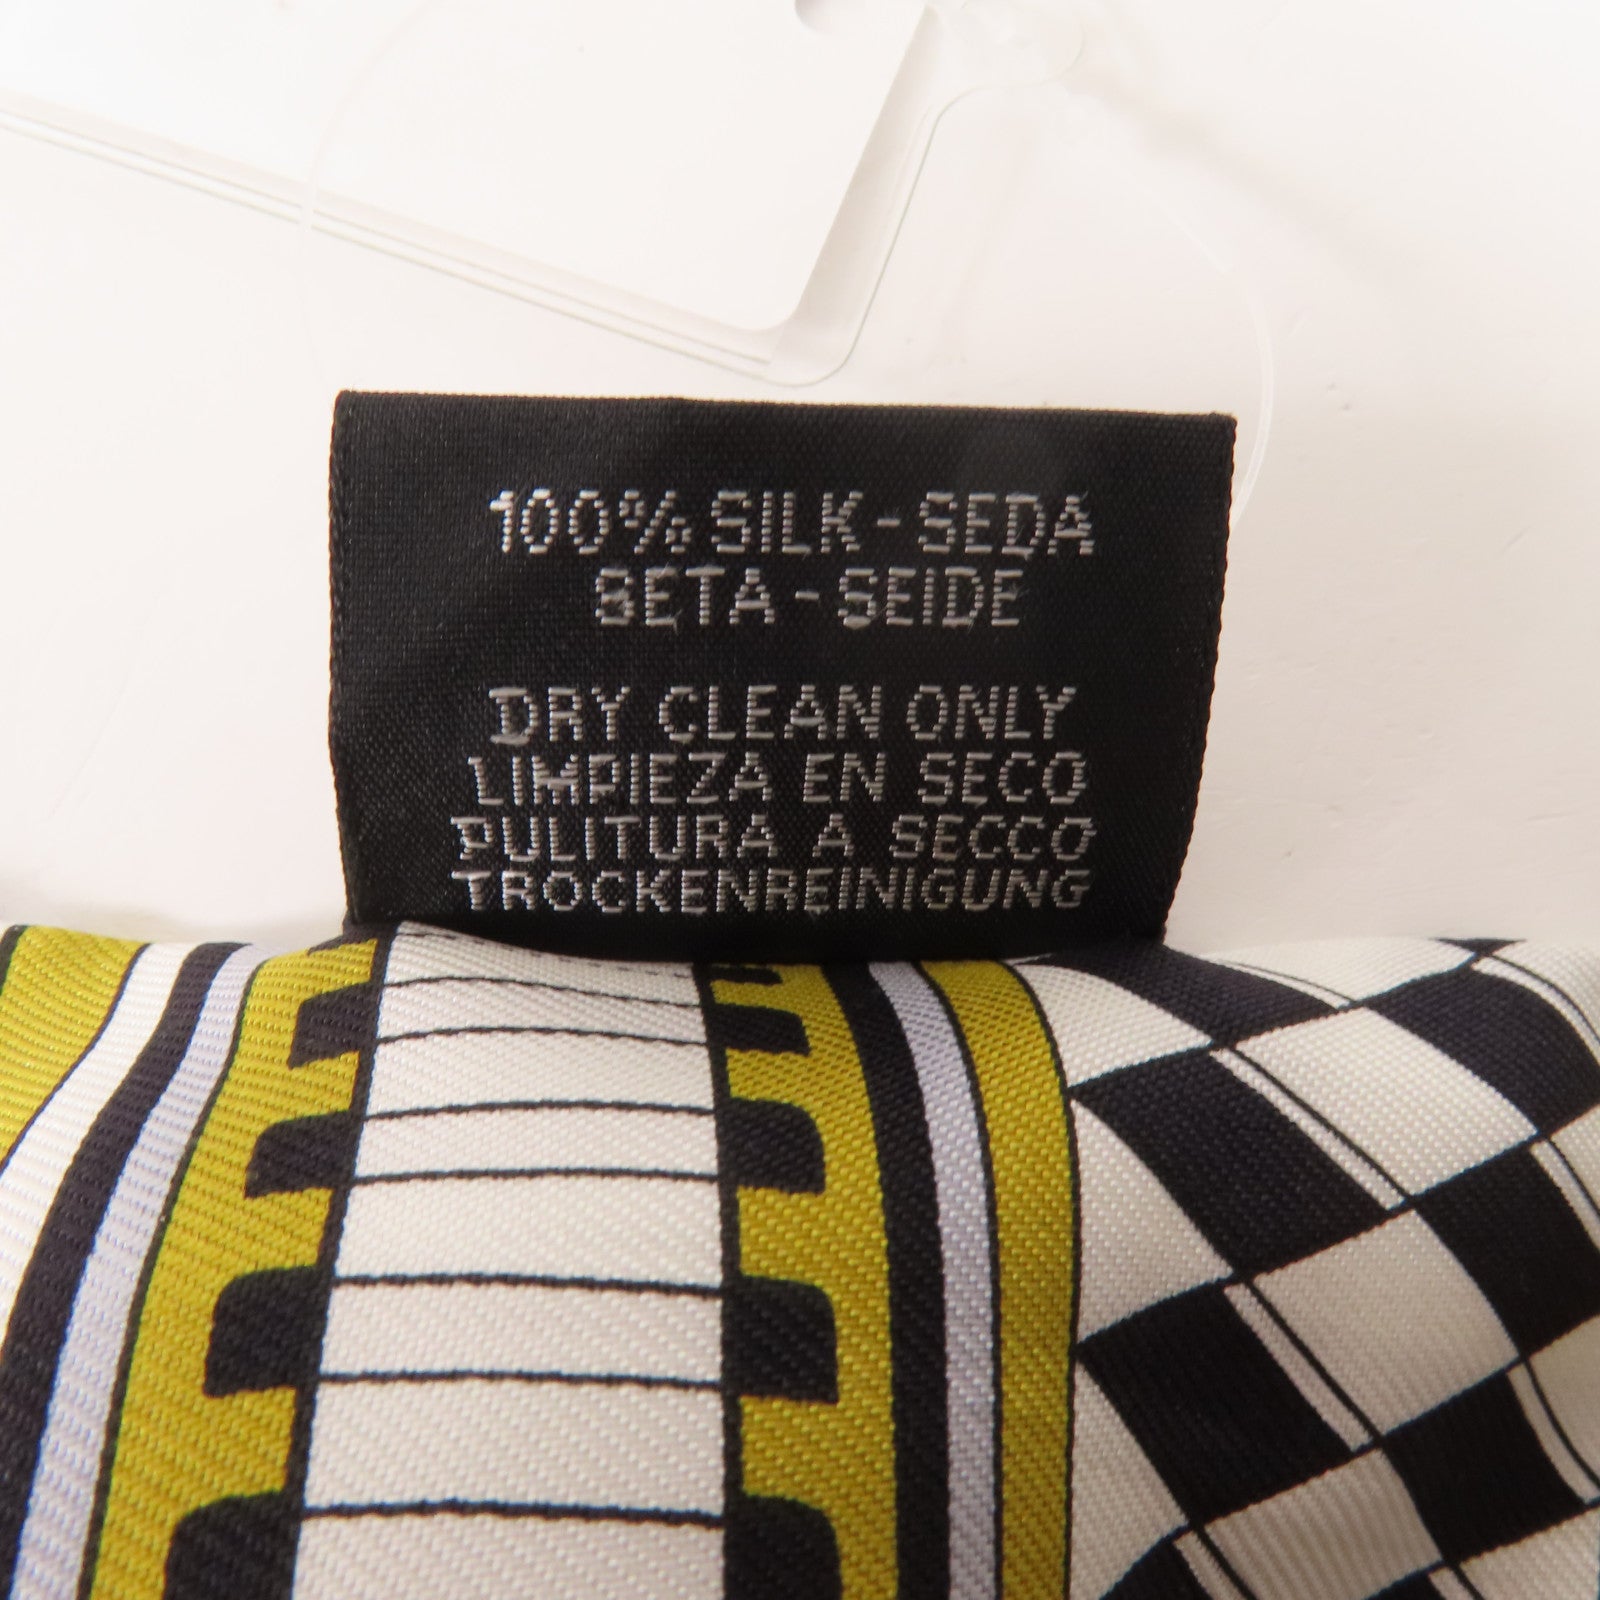 100% SILK - SEDA
SETA - SEIDE
DRY CLEAN ONLY
LIMPIEZA EN SECO
PULITURA A SECCO
TROCKENREINIGUNG